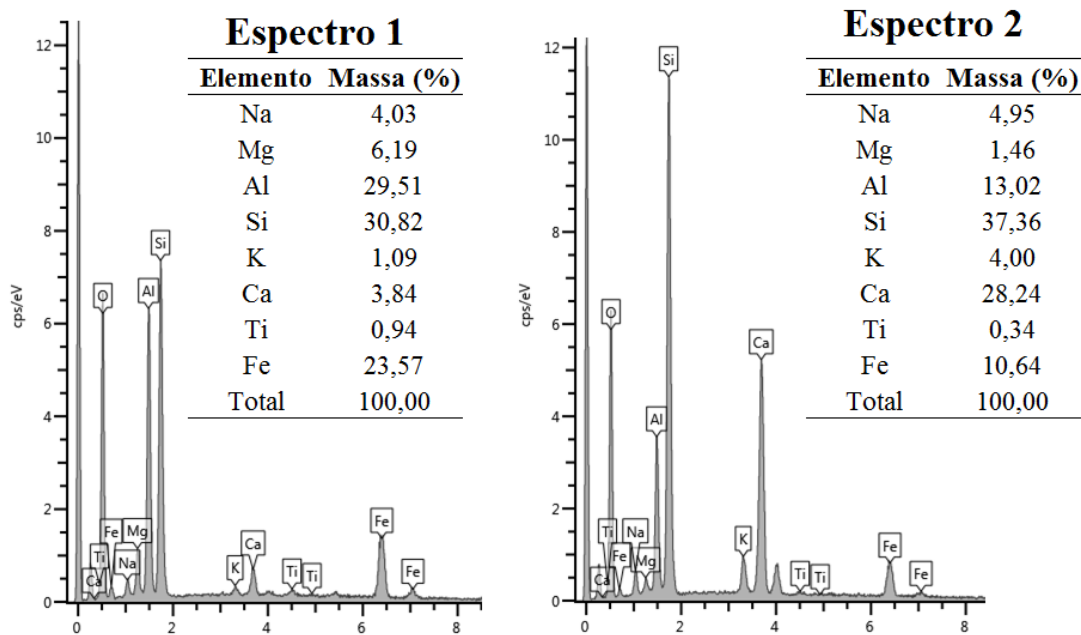 Espectro 1
Elemento Massa (%)
Na 4,03
Mg 6,19
Al 29,51
Si 30,82
K 1,09
Ca 3,84
Ti 0,94
Fe 23,57
Total 100,00
cps/eV
12
10
8
6
4
2
0
0 2 4 6 8
Si
O
Al
Fe
Mg
Ti
Na
Ca
K
Ca
Ti
Ti
Fe
Fe
Espectro 2
Elemento Massa (%)
Na 4,95
Mg 1,46
Al 13,02
Si 37,36
K 4,00
Ca 28,24
Ti 0,34
Fe 10,64
Total 100,00
cps/eV
12
10
8
6
4
2
0
0 2 4 6 8
Si
O
Ca
Al
Ti
Na
Fe
Mg
Ca
K
Ti
Ti
Fe
Fe